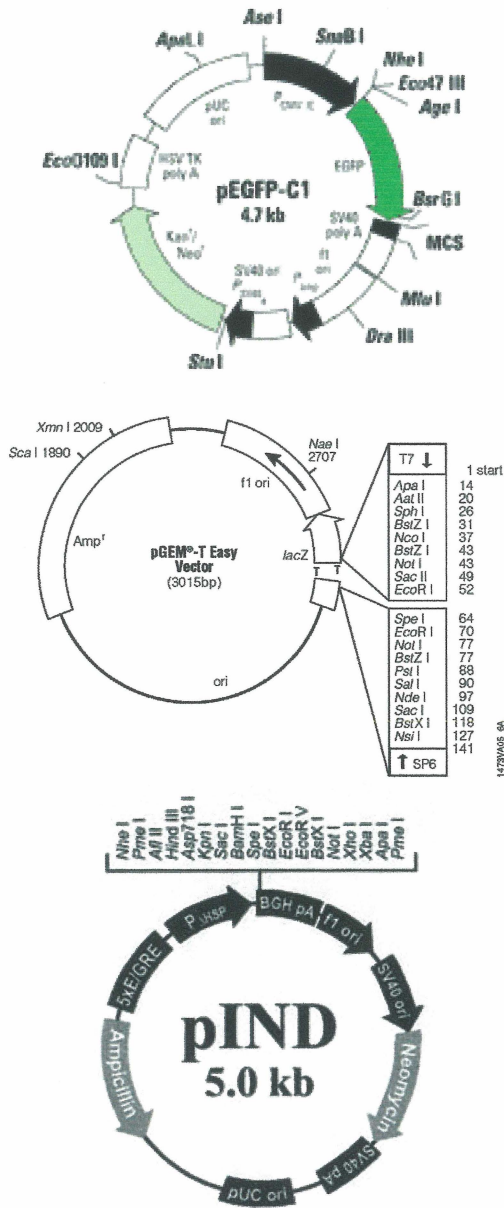 Ase I
SnaB I
ApaL I
Nhe I
Eco47 III
Age I
pUC
ori
P CMV IE
EcoO109 I
HSV TK
poly A
EGFP
pEGFP-C1
4.7 kb
BsrG I
SV40
poly A
MCS
Kanr/
Neor
f1
ori
SV40 ori
P
P
Mlu I
Dra III
Stu I
Xmn I 2009
Sca I 1890
Nae I
2707
f1 ori
Ampr
pGEM®-T Easy
Vector
(3015bp)
lacZ
T
T
ori
T7 ↓
1 start
Apa I 14
Aat II 20
Sph I 26
BstZ I 31
Nco I 37
BstZ I 43
Not I 43
Sac II 49
EcoR I 52
Spe I 64
EcoR I 70
Not I 77
BstZ I 77
Pst I 88
Sal I 90
Nde I 97
Sac I 109
BstX I 118
Nsi I 127
141
↑ SP6
1473VA05_6A
Nhe I
Pme I
Afl II
Hind III
Asp718 I
Kpn I
Sac I
BamH I
Spe I
BstX I
EcoR I
EcoR V
BstX I
Not I
Xho I
Xba I
Apa I
Pme I
P ΔHSP
BGH pA
f1 ori
5XE/GRE
SV40 ori
pIND
5.0 kb
Ampicillin
Neomycin
SV40 pA
pUC ori